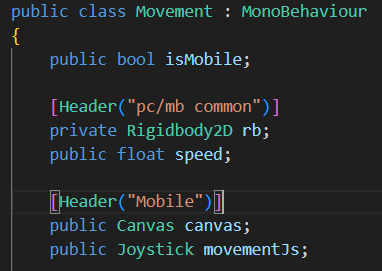 public class Movement : MonoBehaviour
{
public bool isMobile;
[Header("pc/mb common")]
private Rigidbody2D rb;
public float speed;
[Header("Mobile")]
public Canvas canvas;
public Joystick movementJs;